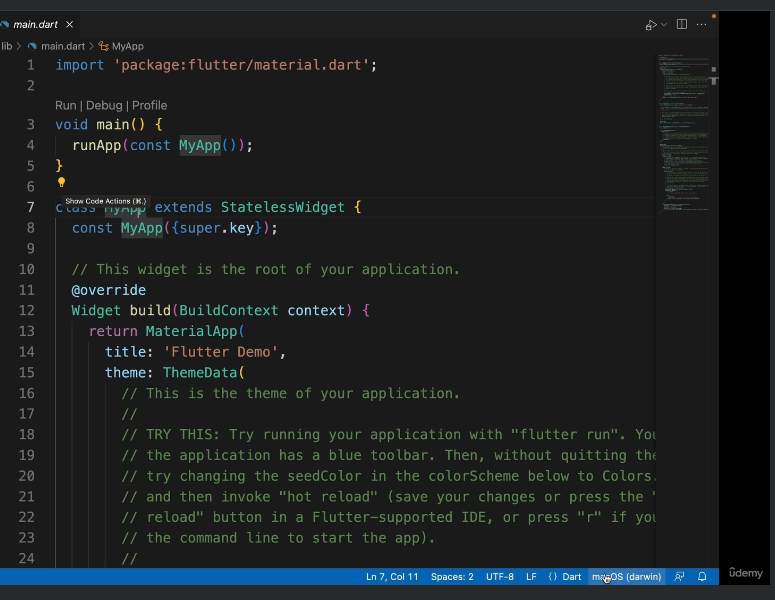 main.dart ×
lib > main.dart > MyApp
1 import 'package:flutter/material.dart';
2
Run | Debug | Profile
3 void main() {
4 runApp(const MyApp());
5 }
6
Show Code Actions (⌘.)
7 class MyApp extends StatelessWidget {
8 const MyApp({super.key});
9
10 // This widget is the root of your application.
11 @override
12 Widget build(BuildContext context) {
13 return MaterialApp(
14 title: 'Flutter Demo',
15 theme: ThemeData(
16 // This is the theme of your application.
17 //
18 // TRY THIS: Try running your application with "flutter run". You
19 // the application has a blue toolbar. Then, without quitting the
20 // try changing the seedColor in the colorScheme below to Colors.
21 // and then invoke "hot reload" (save your changes or press the "
22 // reload" button in a Flutter-supported IDE, or press "r" if you
23 // the command line to start the app).
24 //
Ln 7, Col 11 Spaces: 2 UTF-8 LF {} Dart macOS (darwin)
ûdemy